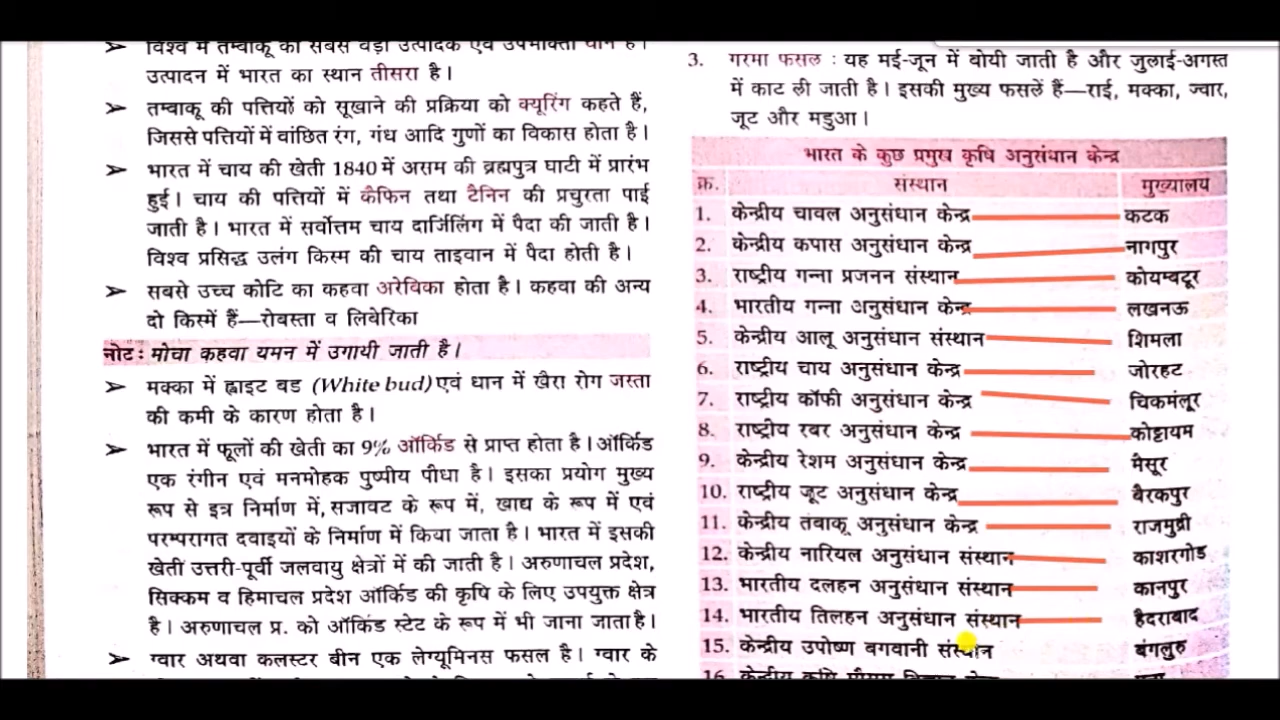 विश्व में तम्बाकू का सबसे बड़ा उत्पादक एवं उपभोक्ता चीन है।
उत्पादन में भारत का स्थान तीसरा है।
➤ तम्बाकू की पत्तियों को सूखाने की प्रक्रिया को क्यूरिंग कहते हैं,
जिससे पत्तियों में वांछित रंग, गंध आदि गुणों का विकास होता है।
➤ भारत में चाय की खेती 1840 में असम की ब्रह्मपुत्र घाटी में प्रारंभ
हुई। चाय की पत्तियों में कैफिन तथा टैनिन की प्रचुरता पाई
जाती है। भारत में सर्वोत्तम चाय दार्जिलिंग में पैदा की जाती है।
विश्व प्रसिद्ध उलंग किस्म की चाय ताइवान में पैदा होती है।
➤ सबसे उच्च कोटि का कहवा अरेविका होता है। कहवा की अन्य
दो किस्में हैं—रोबस्ता व लिबेरिका
नोट: मोचा कहवा यमन में उगायी जाती है।
➤ मक्का में ह्वाइट बड (White bud) एवं धान में खैरा रोग जस्ता
की कमी के कारण होता है।
➤ भारत में फूलों की खेती का 9% ऑर्किड से प्राप्त होता है। ऑर्किड
एक रंगीन एवं मनमोहक पुष्पीय पौधा है। इसका प्रयोग मुख्य
रूप से इत्र निर्माण में, सजावट के रूप में, खाद्य के रूप में एवं
परम्परागत दवाइयों के निर्माण में किया जाता है। भारत में इसकी
खेती उत्तरी-पूर्वी जलवायु क्षेत्रों में की जाती है। अरुणाचल प्रदेश,
सिक्कम व हिमाचल प्रदेश ऑर्किड की कृषि के लिए उपयुक्त क्षेत्र
है। अरुणाचल प्र. को ऑर्किड स्टेट के रूप में भी जाना जाता है।
➤ ग्वार अथवा कलस्टर बीन एक लेग्यूमिनस फसल है। ग्वार के
3. गरमा फसल : यह मई-जून में बोयी जाती है और जुलाई-अगस्त
में काट ली जाती है। इसकी मुख्य फसलें हैं—राई, मक्का, ज्वार,
जूट और मडुआ।
भारत के कुछ प्रमुख कृषि अनुसंधान केन्द्र
क्र. संस्थान मुख्यालय
1. केन्द्रीय चावल अनुसंधान केन्द्र कटक
2. केन्द्रीय कपास अनुसंधान केन्द्र नागपुर
3. राष्ट्रीय गन्ना प्रजनन संस्थान कोयम्बटूर
4. भारतीय गन्ना अनुसंधान केन्द्र लखनऊ
5. केन्द्रीय आलू अनुसंधान संस्थान शिमला
6. राष्ट्रीय चाय अनुसंधान केन्द्र जोरहट
7. राष्ट्रीय कॉफी अनुसंधान केन्द्र चिकमंलूर
8. राष्ट्रीय रबर अनुसंधान केन्द्र कोट्टायम
9. केन्द्रीय रेशम अनुसंधान केन्द्र मैसूर
10. राष्ट्रीय जूट अनुसंधान केन्द्र बैरकपुर
11. केन्द्रीय तंबाकू अनुसंधान केन्द्र राजमुद्री
12. केन्द्रीय नारियल अनुसंधान संस्थान काशरगोड
13. भारतीय दलहन अनुसंधान संस्थान कानपुर
14. भारतीय तिलहन अनुसंधान संस्थान हैदराबाद
15. केन्द्रीय उपोष्ण बगवानी संस्थान बंगलुरु